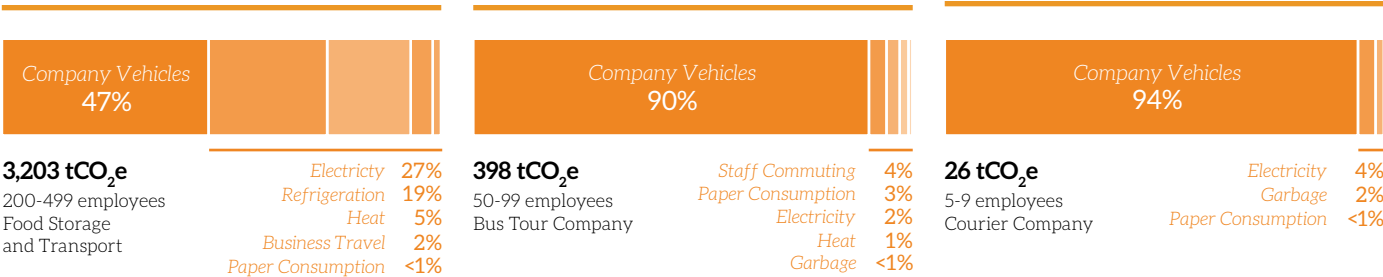 Company Vehicles
47%
3,203 tCO2e
200-499 employees
Food Storage
and Transport
Electricty 27%
Refrigeration 19%
Heat 5%
Business Travel 2%
Paper Consumption <1%
Company Vehicles
90%
398 tCO2e
50-99 employees
Bus Tour Company
Staff Commuting 4%
Paper Consumption 3%
Electricity 2%
Heat 1%
Garbage <1%
Company Vehicles
94%
26 tCO2e
5-9 employees
Courier Company
Electricity 4%
Garbage 2%
Paper Consumption <1%